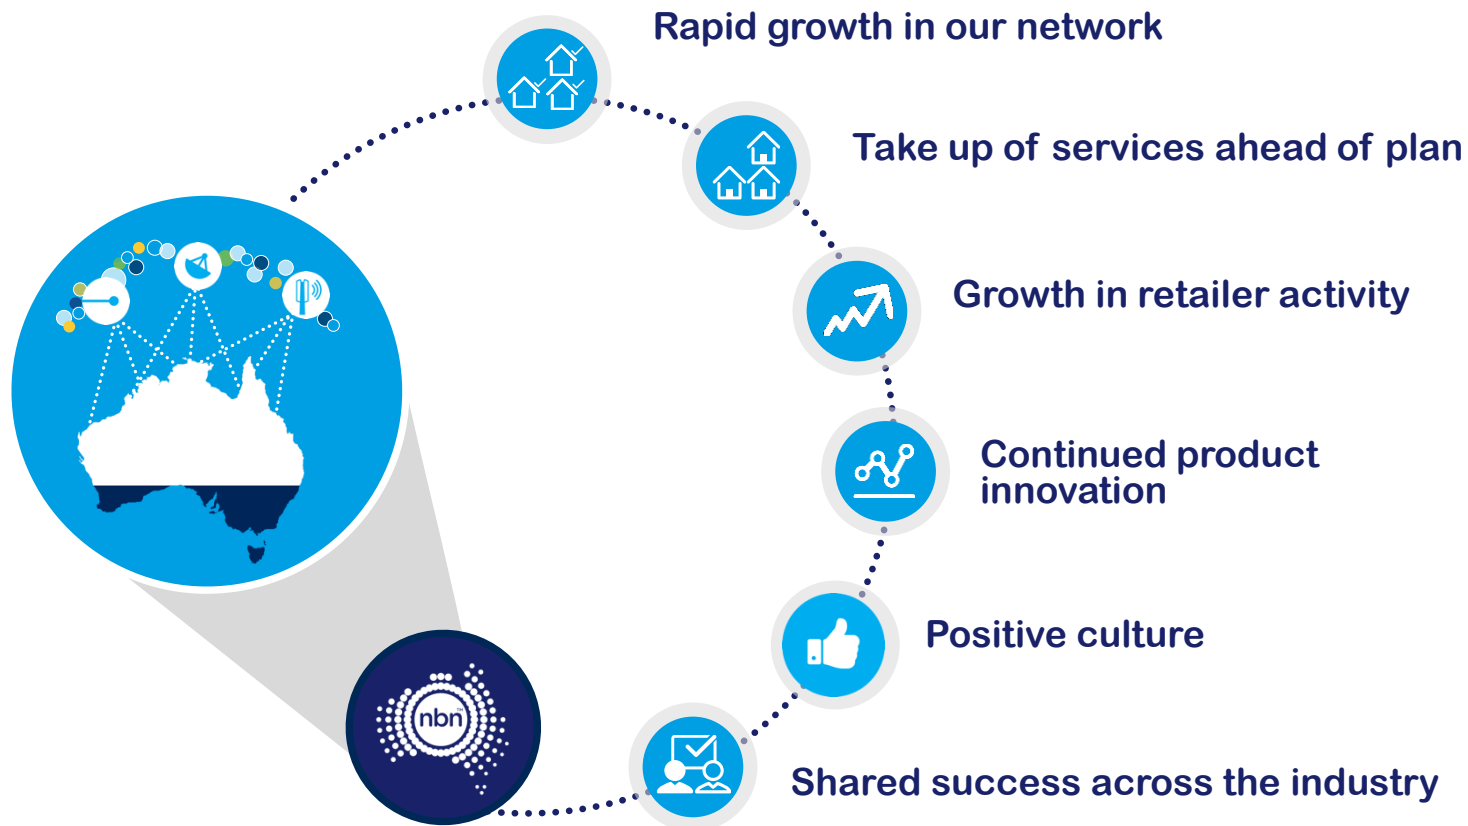 Rapid growth in our network
Take up of services ahead of plan
Growth in retailer activity
Continued product
innovation
Positive culture
nbn™
Shared success across the industry